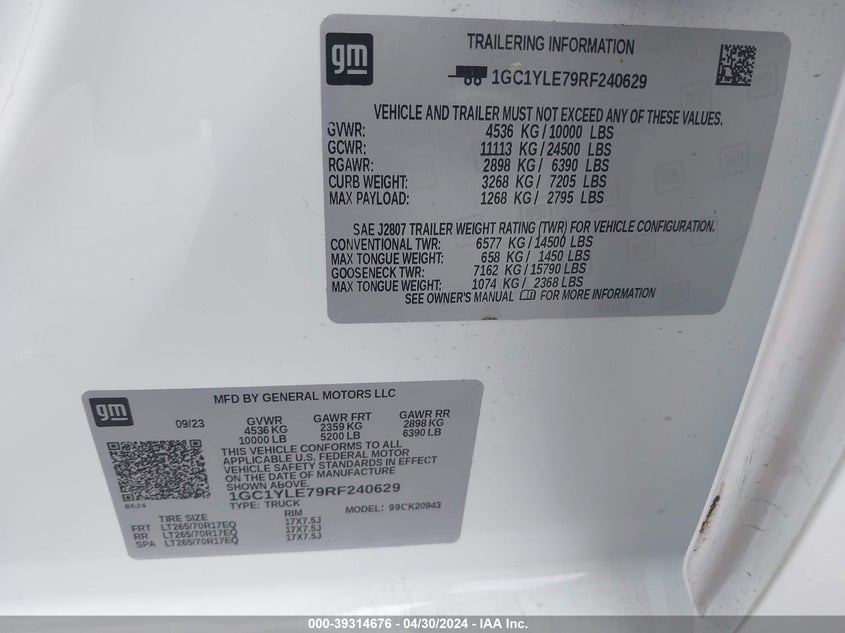 gm
TRAILERING INFORMATION
1GC1YLE79RF240629
VEHICLE AND TRAILER MUST NOT EXCEED ANY OF THESE VALUES.
GVWR: 4536 KG/10000 LBS
GCWR: 11113 KG/24500 LBS
RGAWR: 2898 KG/ 6390 LBS
CURB WEIGHT: 3268 KG/ 7205 LBS
MAX PAYLOAD: 1268 KG/ 2795 LBS
SAE J2807 TRAILER WEIGHT RATING (TWR) FOR VEHICLE CONFIGURATION.
CONVENTIONAL TWR: 6577 KG/14500 LBS
MAX TONGUE WEIGHT: 658 KG/ 1450 LBS
GOOSENECK TWR: 7162 KG/15790 LBS
MAX TONGUE WEIGHT: 1074 KG/ 2368 LBS
SEE OWNER'S MANUAL FOR MORE INFORMATION
gm
MFD BY GENERAL MOTORS LLC
09/23 GVWR GAWR FRT GAWR RR
4536 KG 2359 KG 2898 KG
10000 LB 5200 LB 6390 LB
THIS VEHICLE CONFORMS TO ALL
APPLICABLE U.S. FEDERAL MOTOR
VEHICLE SAFETY STANDARDS IN EFFECT
SHOWN ABOVE.
1GC1YLE79RF240629
B624 TYPE: TRUCK MODEL: 99CK20943
TIRE SIZE RIM
FRT LT265/70R17EQ 17X7.5J
RR LT265/70R17EQ 17X7.5J
SPA LT265/70R17EQ 17X7.5J
000-39314676 / 04/30/2024 - IAA Inc.